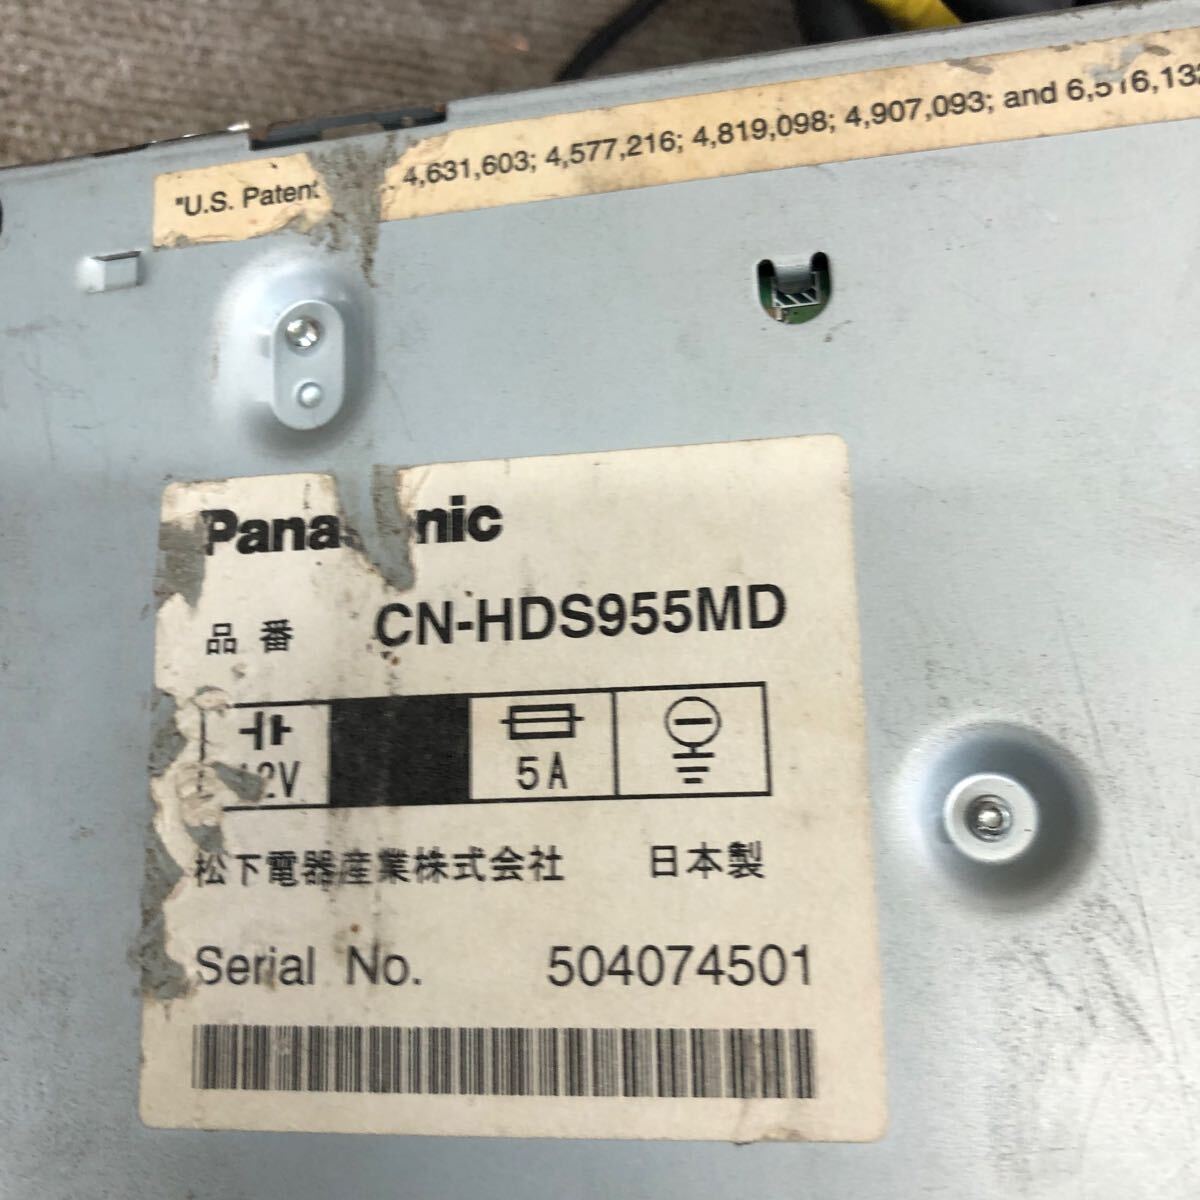 "U.S. Patent 4,631,603; 4,577,216; 4,819,098; 4,907,093; and 6,516,13
Panasonic
品番 CN-HDS955MD
12V 5A
松下電器産業株式会社 日本製
Serial No. 504074501